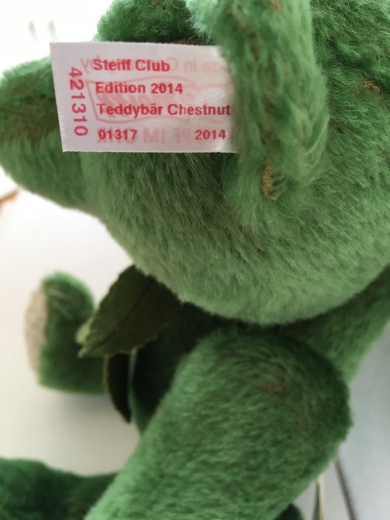 Steiff Club
Edition 2014
Teddybär Chestnut
01317 2014
421310